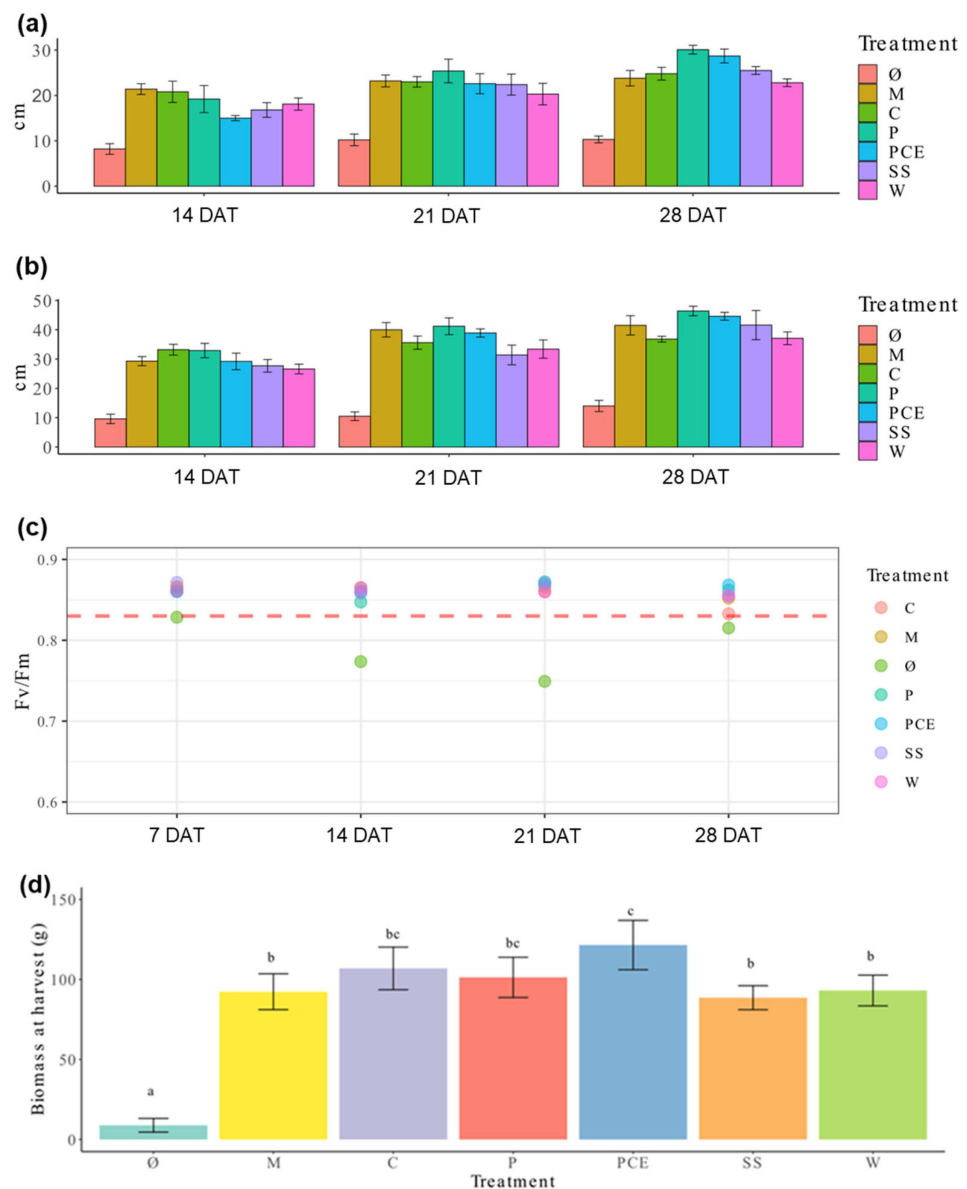 (a)
30
20
10
0
cm
14 DAT 21 DAT 28 DAT
Treatment
Ø
M
C
P
PCE
SS
W
(b)
50
40
30
20
10
0
cm
14 DAT 21 DAT 28 DAT
Treatment
Ø
M
C
P
PCE
SS
W
(c)
0.9
0.8
0.7
0.6
Fv/Fm
7 DAT 14 DAT 21 DAT 28 DAT
Treatment
C
M
Ø
P
PCE
SS
W
(d)
150
100
50
0
Biomass at harvest (g)
a b bc bc c b b
Ø M C P PCE SS W
Treatment